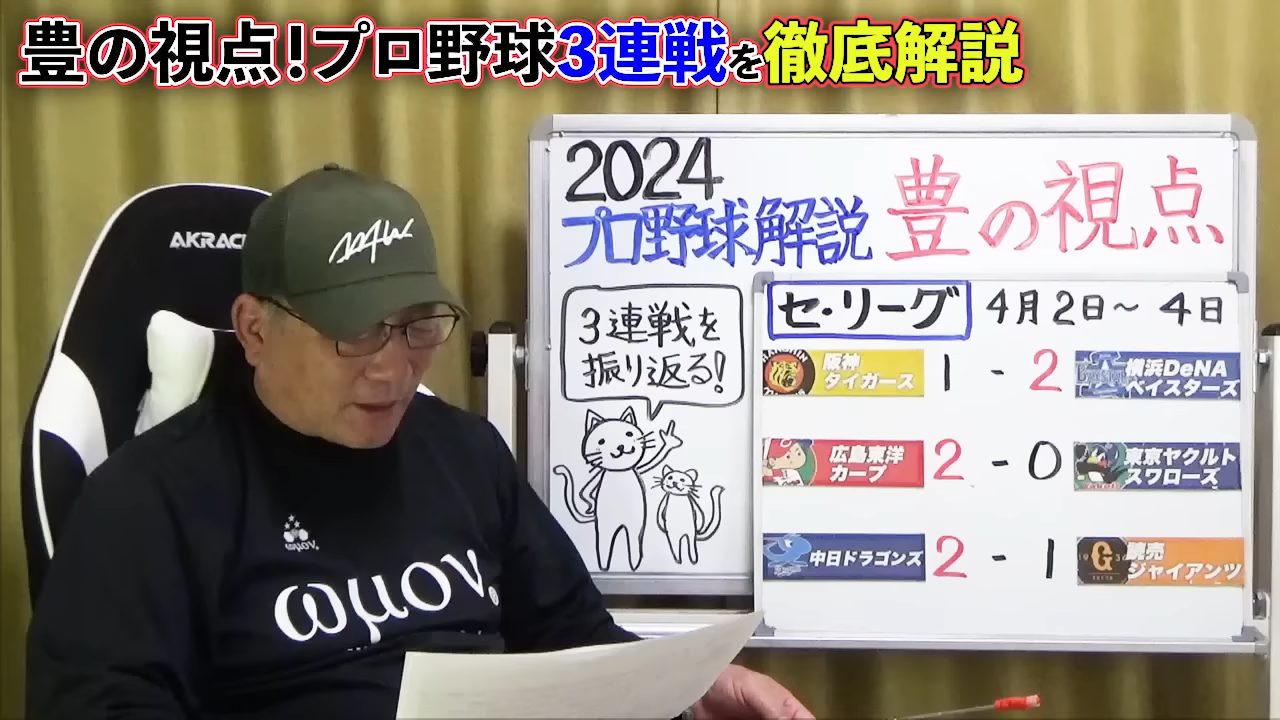 豊の視点！プロ野球3連戦を徹底解説
2024
プロ野球解説 豊の視点
3連戦を
振り返る！
セ・リーグ 4月2日～4日
阪神
タイガース
1 - 2
横浜DeNA
ベイスターズ
広島東洋
カープ
2 - 0
東京ヤクルト
スワローズ
中日ドラゴンズ
2 - 1
読売
ジャイアンツ
AKRAC
ωμον
ωμον